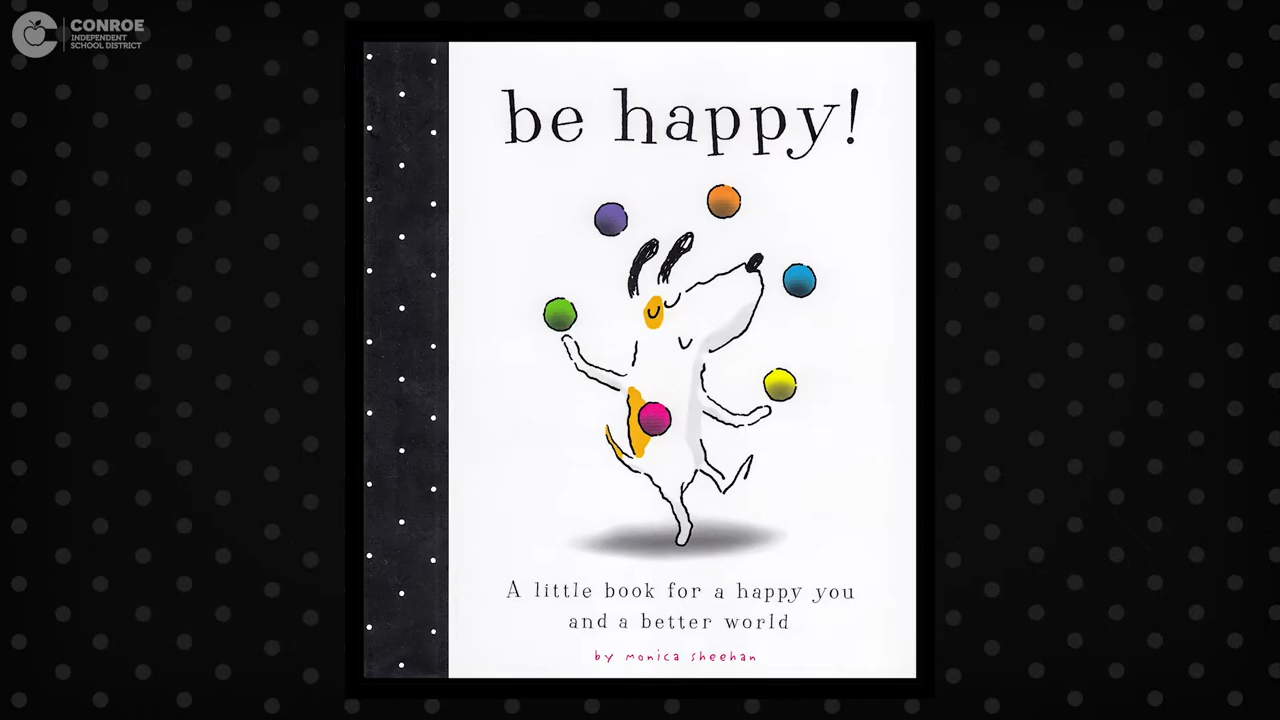 CONROE
INDEPENDENT
SCHOOL DISTRICT
be happy!
A little book for a happy you
and a better world
by monica sheehan